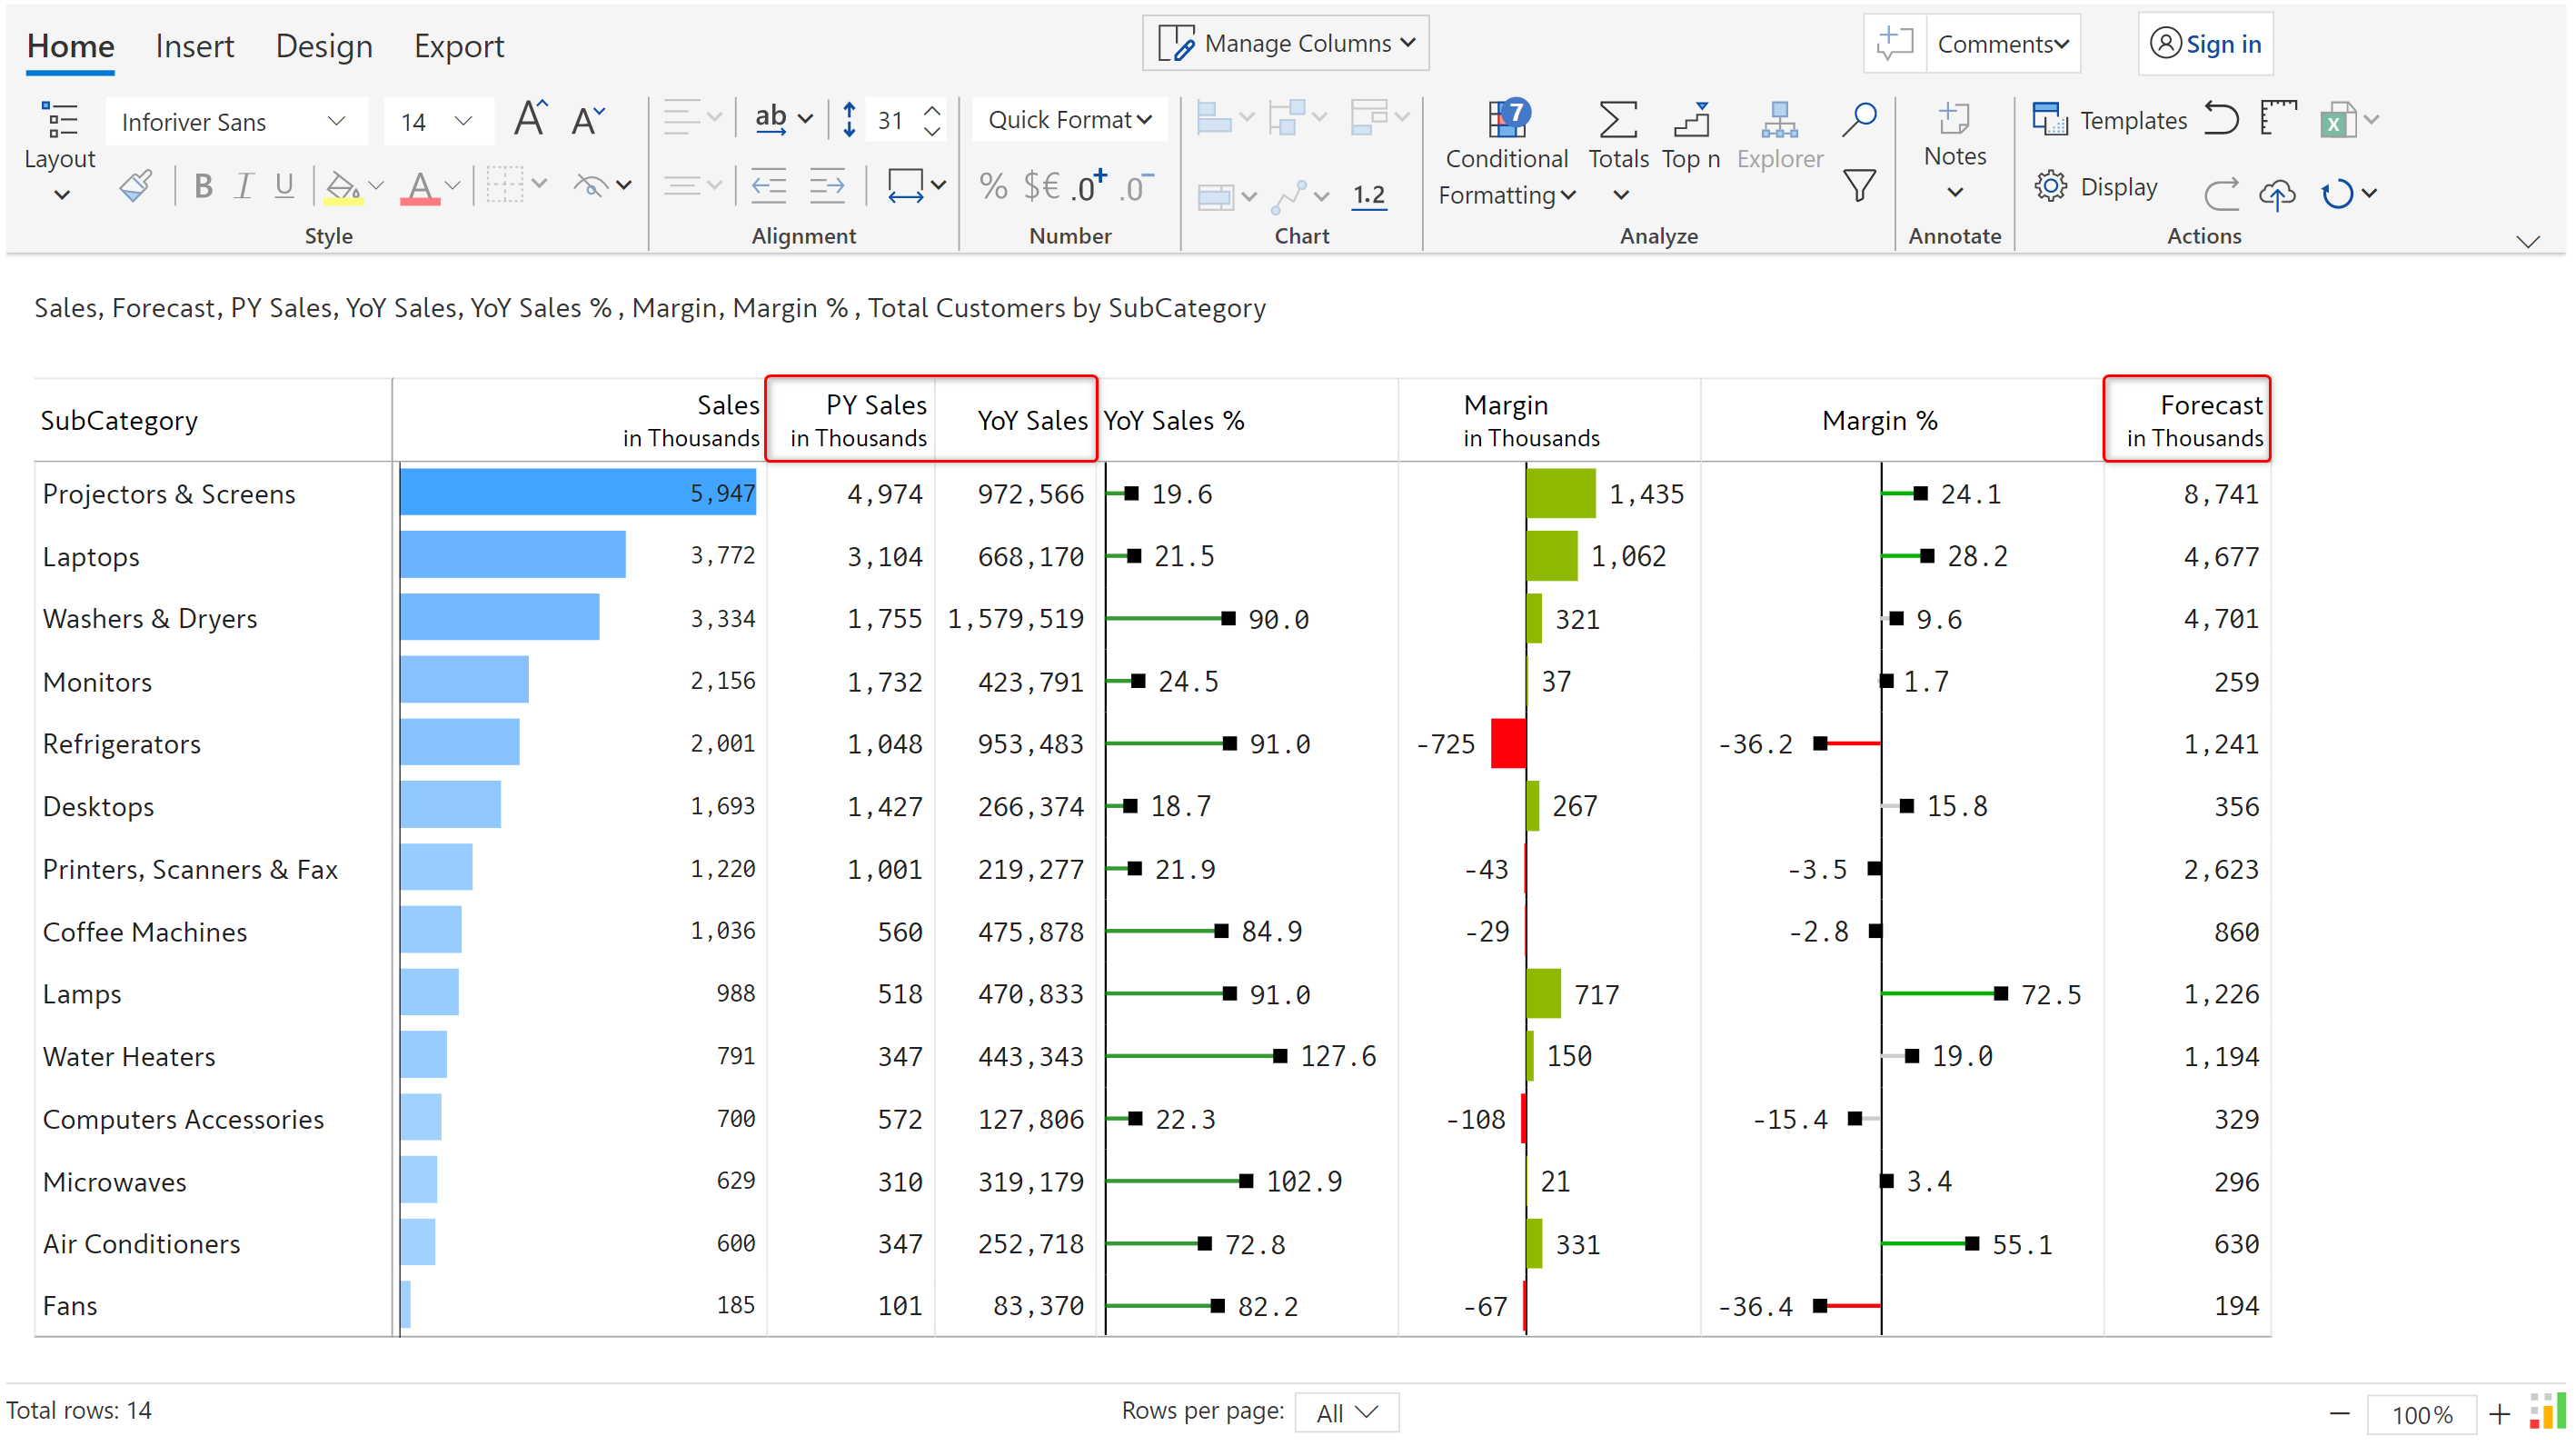 Home Insert Design Export Manage Columns Comments Sign in
Layout Inforiver Sans 14 A A ab 31 Quick Format 7 Templates
Conditional Formatting Totals Top n Explorer Notes
B I U A % $€ .0+ .0- 1.2 Display
Style Alignment Number Chart Analyze Annotate Actions
Sales, Forecast, PY Sales, YoY Sales, YoY Sales % , Margin, Margin % , Total Customers by SubCategory
SubCategory Sales in Thousands PY Sales in Thousands YoY Sales YoY Sales % Margin in Thousands Margin % Forecast in Thousands
Projectors & Screens 5,947 4,974 972,566 19.6 1,435 24.1 8,741
Laptops 3,772 3,104 668,170 21.5 1,062 28.2 4,677
Washers & Dryers 3,334 1,755 1,579,519 90.0 321 9.6 4,701
Monitors 2,156 1,732 423,791 24.5 37 1.7 259
Refrigerators 2,001 1,048 953,483 91.0 -725 -36.2 1,241
Desktops 1,693 1,427 266,374 18.7 267 15.8 356
Printers, Scanners & Fax 1,220 1,001 219,277 21.9 -43 -3.5 2,623
Coffee Machines 1,036 560 475,878 84.9 -29 -2.8 860
Lamps 988 518 470,833 91.0 717 72.5 1,226
Water Heaters 791 347 443,343 127.6 150 19.0 1,194
Computers Accessories 700 572 127,806 22.3 -108 -15.4 329
Microwaves 629 310 319,179 102.9 21 3.4 296
Air Conditioners 600 347 252,718 72.8 331 55.1 630
Fans 185 101 83,370 82.2 -67 -36.4 194
Total rows: 14 Rows per page: All 100%